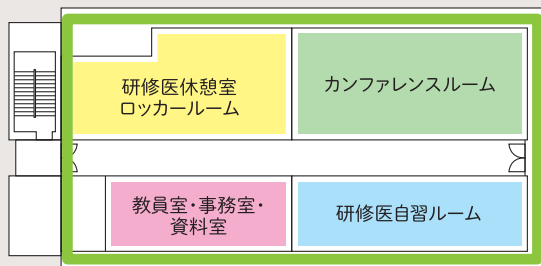 研修医休憩室
ロッカールーム
カンファレンスルーム
教員室・事務室・
資料室
研修医自習ルーム